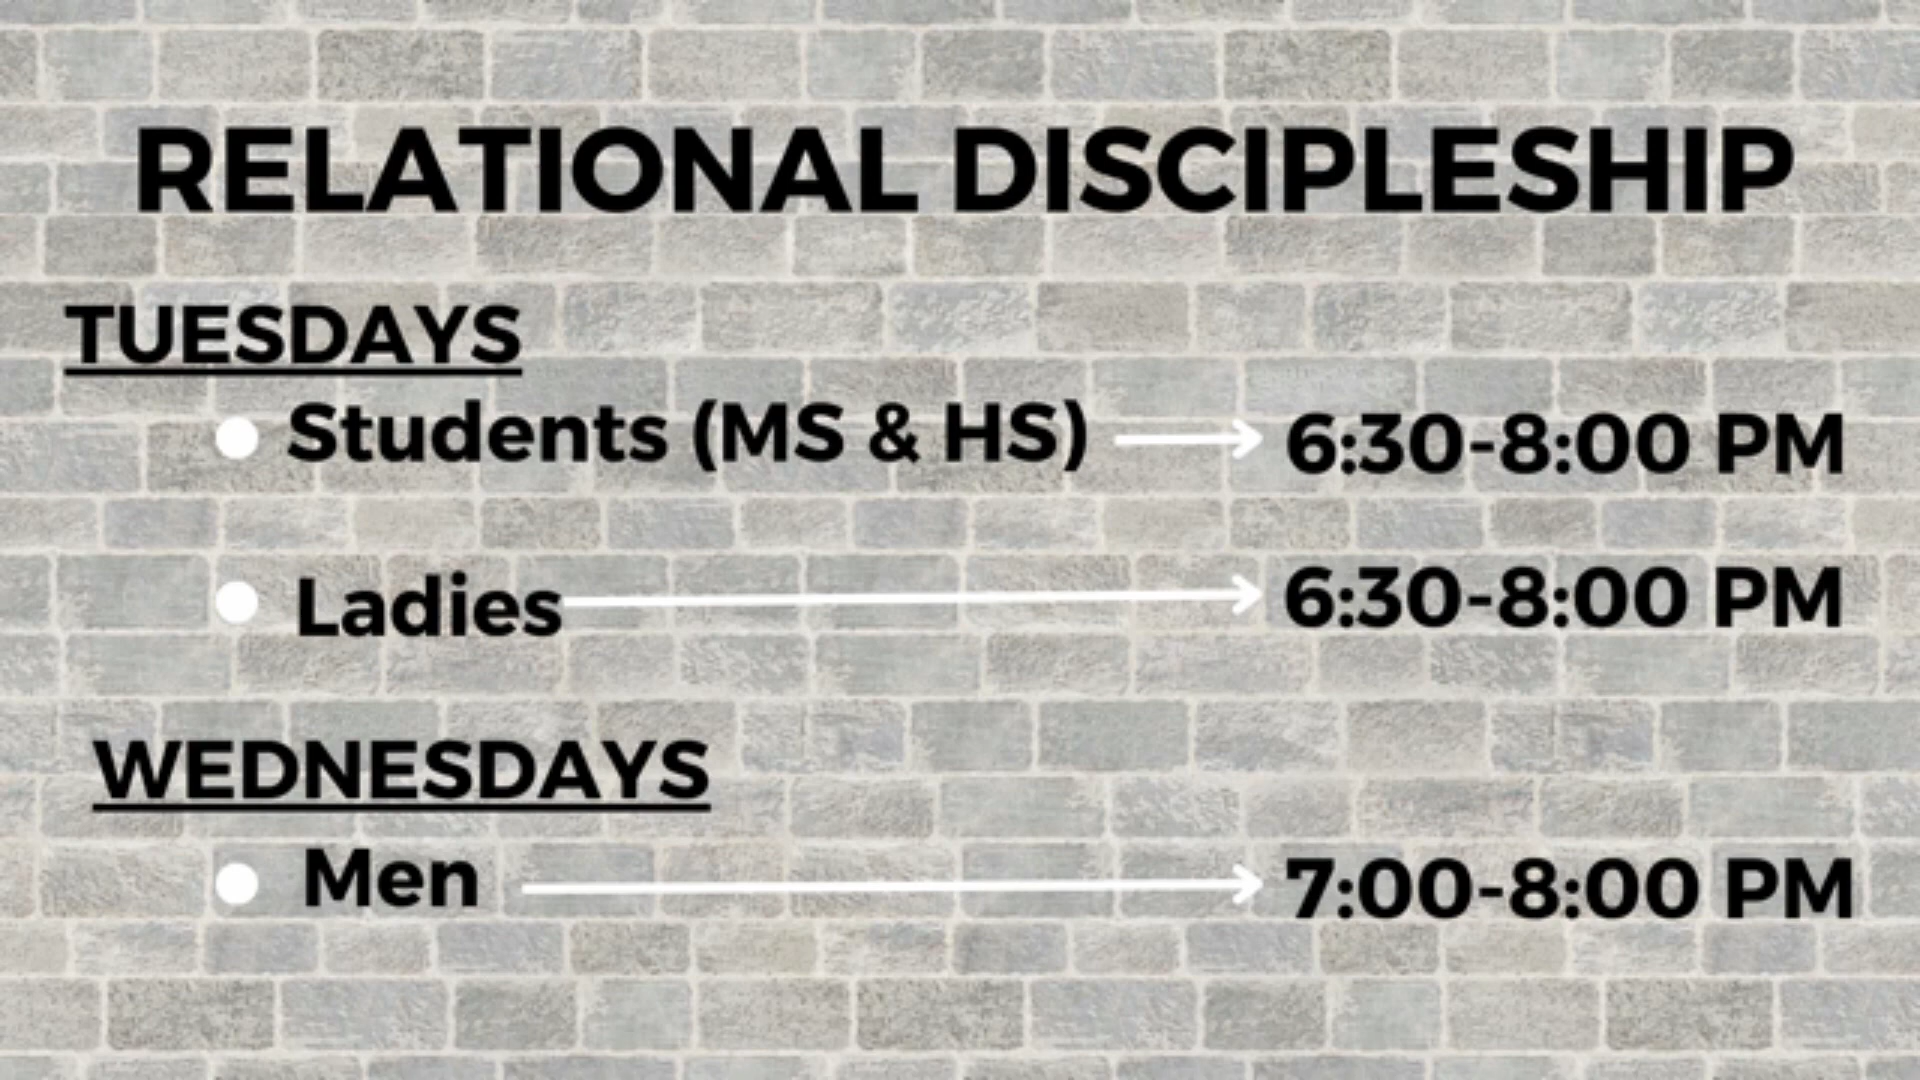 RELATIONAL DISCIPLESHIP
TUESDAYS
Students (MS & HS) 6:30-8:00 PM
Ladies 6:30-8:00 PM
WEDNESDAYS
Men 7:00-8:00 PM